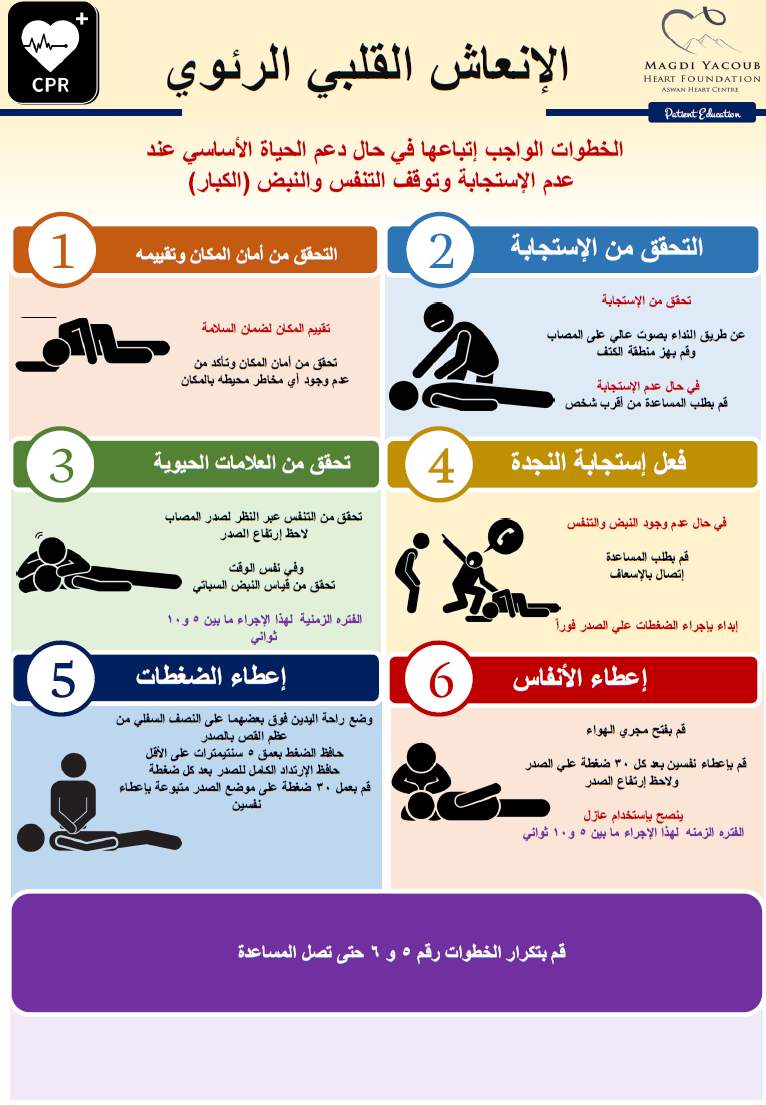 CPR
الإنعاش القلبي الرئوي
MAGDI YACOUB
HEART FOUNDATION
ASWAN HEART CENTRE
Patient Education
الخطوات الواجب إتباعها في حال دعم الحياة الأساسي عند
عدم الإستجابة وتوقف التنفس والنبض (الكبار)
1
التحقق من أمان المكان وتقييمه
تقييم المكان لضمان السلامة
تحقق من أمان المكان وتأكد من
عدم وجود أي مخاطر محيطه بالمكان
2
التحقق من الإستجابة
تحقق من الإستجابة
عن طريق النداء بصوت عالي على المصاب
وقم بهز منطقة الكتف
في حال عدم الإستجابة
قم بطلب المساعدة من أقرب شخص
3
تحقق من العلامات الحيوية
تحقق من التنفس عبر النظر لصدر المصاب
لاحظ إرتفاع الصدر
وفي نفس الوقت
تحقق من قياس النبض السباتي
الفتره الزمنية لهذا الإجراء ما بين ٥ و١٠
ثواني
4
فعل إستجابة النجدة
في حال عدم وجود النبض والتنفس
قم بطلب المساعدة
إتصال بالإسعاف
إبداء بإجراء الضغطات علي الصدر فوراً
5
إعطاء الضغطات
وضع راحة اليدين فوق بعضهما على النصف السفلي من
عظم القص بالصدر
حافظ الضغط بعمق ٥ سنتيمترات على الأقل
حافظ الإرتداد الكامل للصدر بعد كل ضغطة
قم بعمل ٣٠ ضغطة على موضع الصدر متبوعة بإعطاء
نفسين
6
إعطاء الأنفاس
قم بفتح مجري الهواء
قم بإعطاء نفسين بعد كل ٣٠ ضغطة علي الصدر
ولاحظ إرتفاع الصدر
ينصح بإستخدام عازل
الفتره الزمنه لهذا الإجراء ما بين ٥ و١٠ ثواني
قم بتكرار الخطوات رقم ٥ و ٦ حتى تصل المساعدة